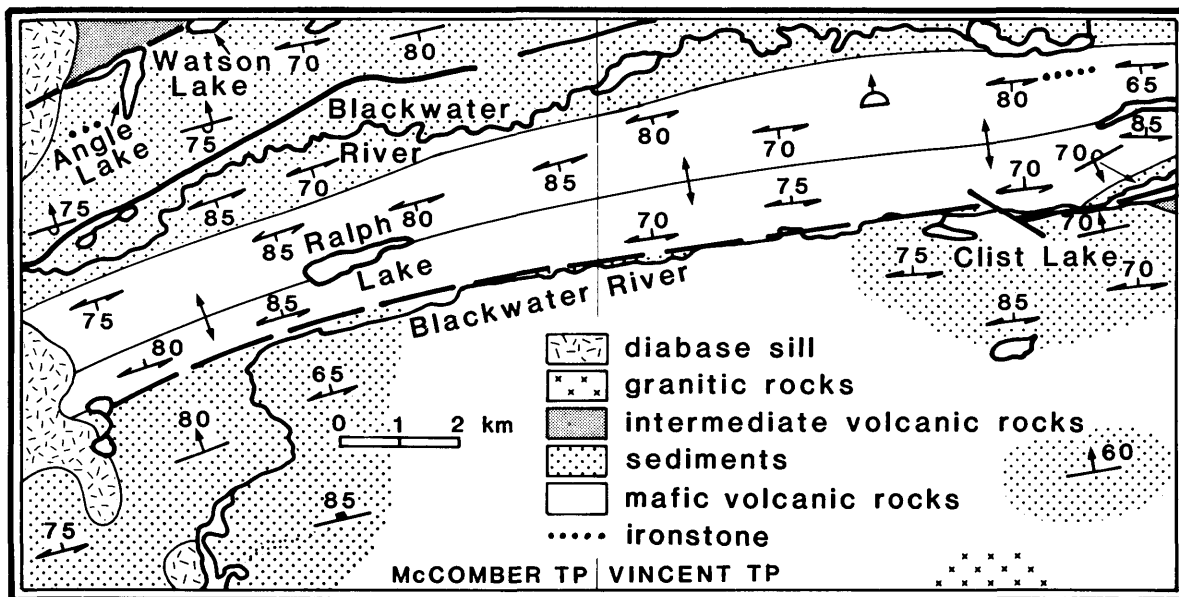 80
Watson
Lake
70
80
65
Angle
Lake
75
Blackwater
River
80
70
85
70
85
70
75
85
75
85
Ralph
Lake
80
70
70
70
75
85
80
Blackwater River
75
Clist Lake
70
85
65
80
0 1 2 km
85
75
60
diabase sill
granitic rocks
intermediate volcanic rocks
sediments
mafic volcanic rocks
ironstone
McCOMBER TP VINCENT TP